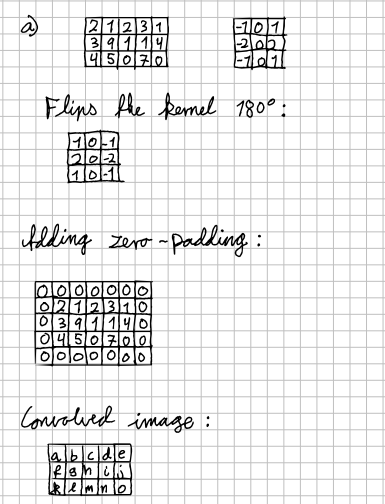 a)
2 1 2 3 1 -1 0 1
3 9 1 1 4 -2 0 2
4 5 0 7 0 -1 0 1
Flips the kernel 180°:
1 0 -1
2 0 -2
1 0 -1
Adding zero-padding:
0 0 0 0 0 0 0
0 2 1 2 3 1 0
0 3 9 1 1 4 0
0 4 5 0 7 0 0
0 0 0 0 0 0 0
Convolved image:
a b c d e
f g h i j
k l m n o